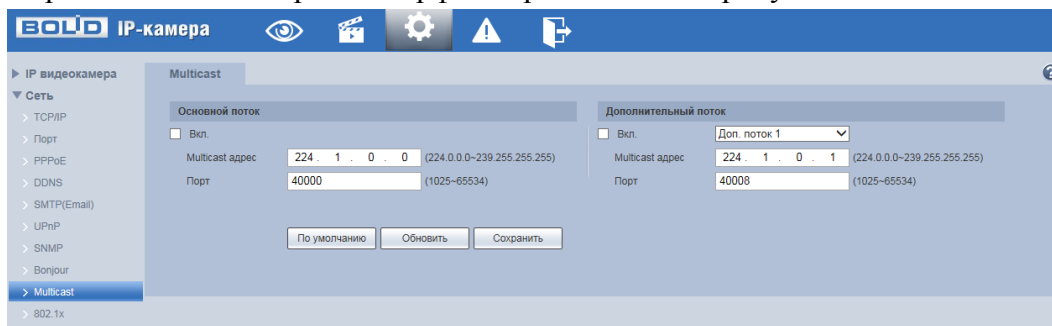 BOLID IP-камера
IP видеокамера
Сеть
TCP/IP
Порт
PPPoE
DDNS
SMTP(Email)
UPnP
SNMP
Bonjour
Multicast
802.1x
Multicast
Основной поток
Вкл.
Multicast адрес 224 . 1 . 0 . 0 (224.0.0.0~239.255.255.255)
Порт 40000 (1025~65534)
По умолчанию Обновить Сохранить
Дополнительный поток
Вкл. Доп. поток 1
Multicast адрес 224 . 1 . 0 . 1 (224.0.0.0~239.255.255.255)
Порт 40008 (1025~65534)